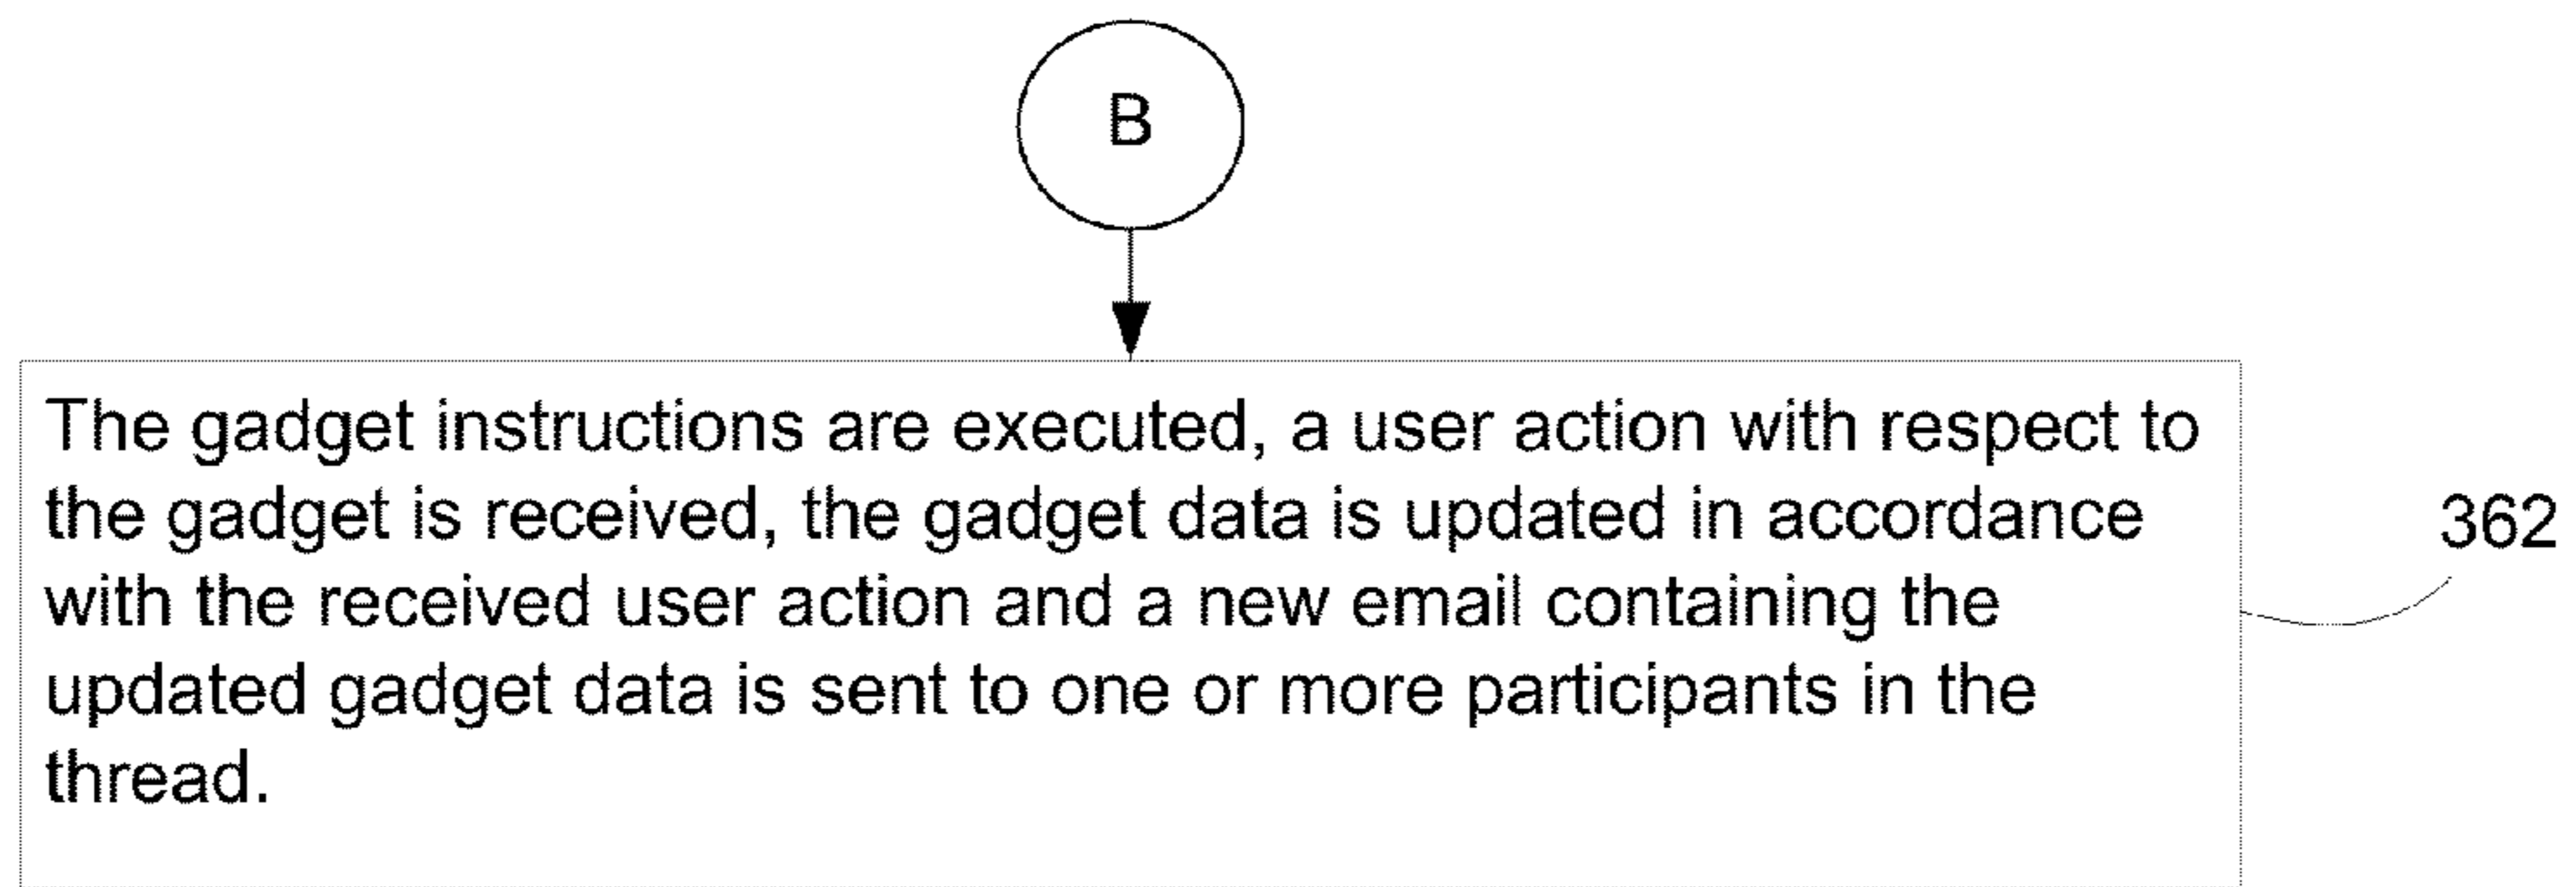 B
The gadget instructions are executed, a user action with respect to
the gadget is received, the gadget data is updated in accordance
with the received user action and a new email containing the
updated gadget data is sent to one or more participants in the
thread.
362